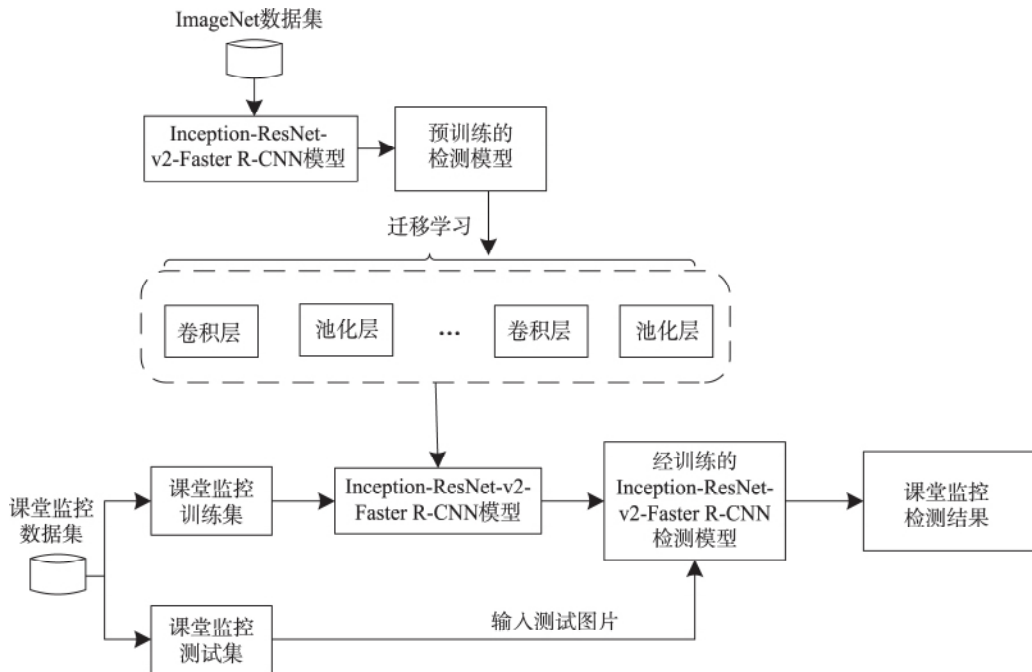 ImageNet数据集
Inception-ResNet-
v2-Faster R-CNN模型
预训练的
检测模型
迁移学习
卷积层
池化层
...
卷积层
池化层
课堂监控
数据集
课堂监控
训练集
Inception-ResNet-v2-
Faster R-CNN模型
经训练的
Inception-ResNet-
v2-Faster R-CNN
检测模型
课堂监控
检测结果
课堂监控
测试集
输入测试图片